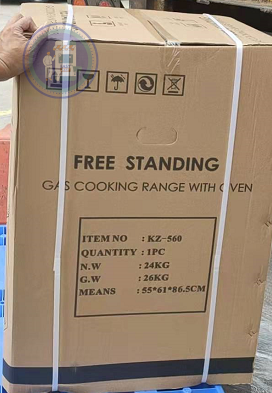 FREE STANDING
GAS COOKING RANGE WITH OVEN
ITEM NO : KZ-560
QUANTITY : 1PC
N.W : 24KG
G.W : 26KG
MEANS : 55*61*86.5CM